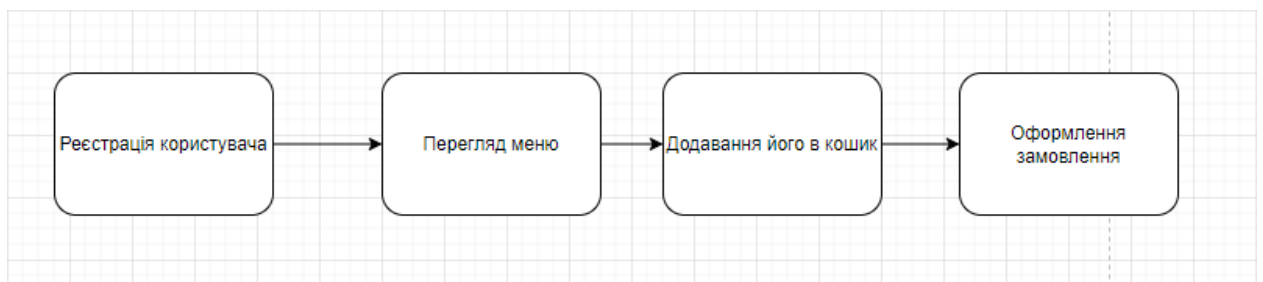 Реєстрація користувача
Перегляд меню
Додавання його в кошик
Оформлення
замовлення